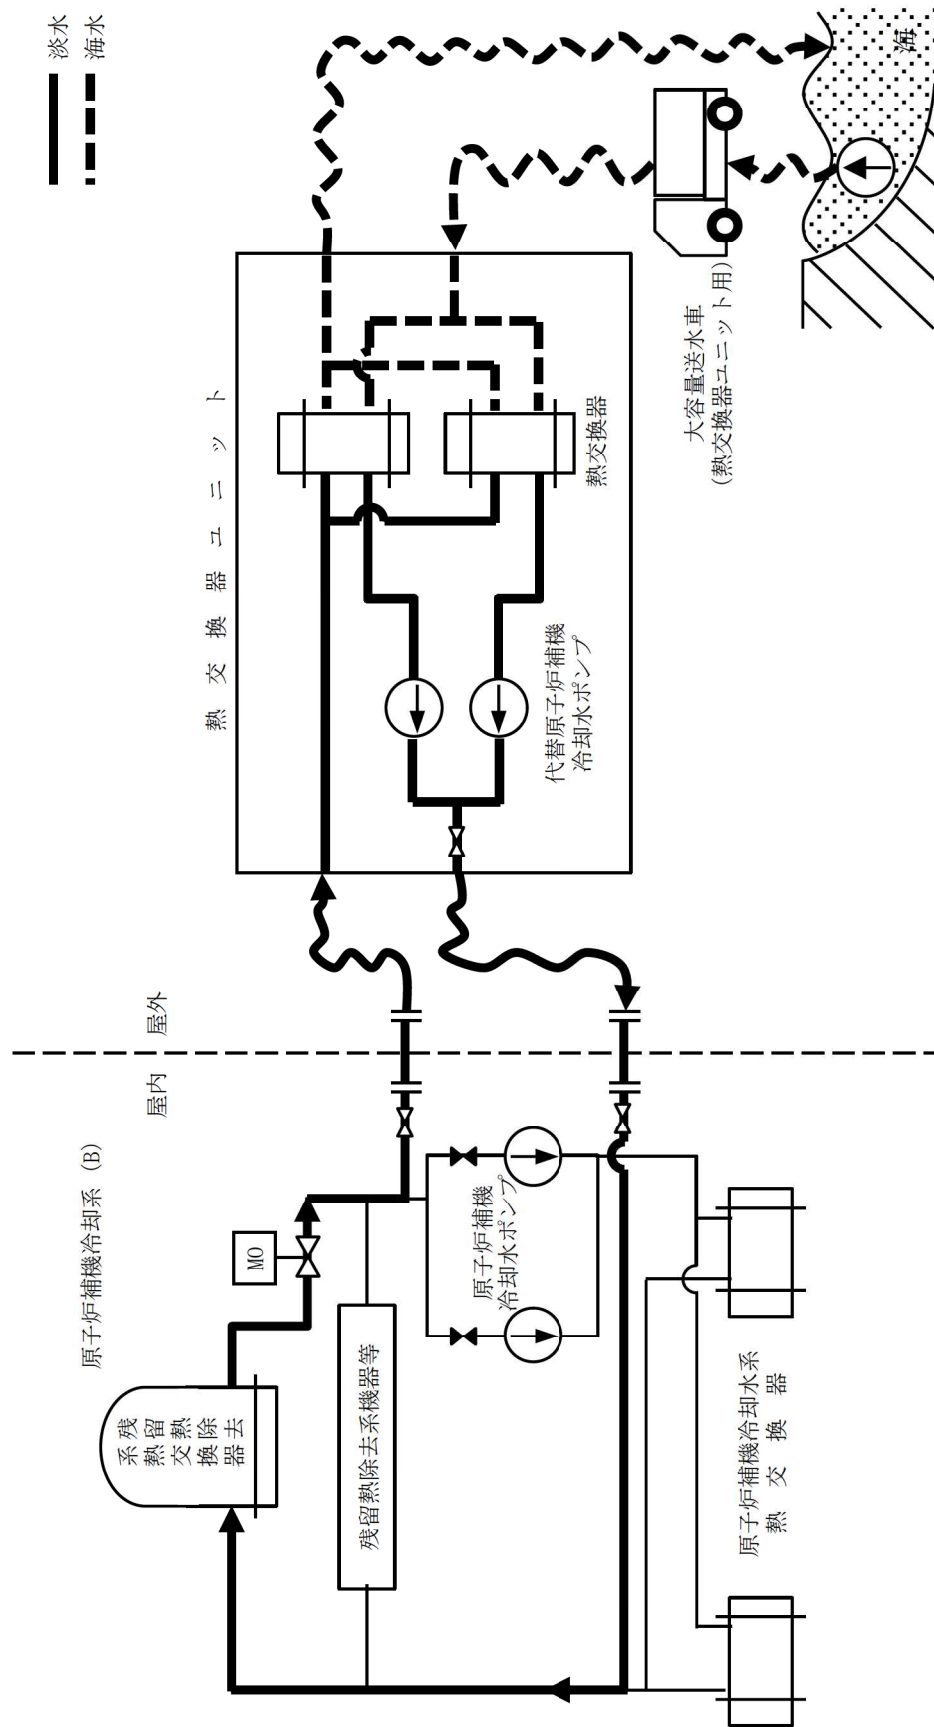 淡水
海水
原子炉補機冷却系 (B)
屋内
屋外
熱交換器ユニット
MO
残留熱除去
系熱交換器
残留熱除去系機器等
原子炉補機
冷却水ポンプ
代替原子炉補機
冷却水ポンプ
熱交換器
大容量送水車
(熱交換器ユニット用)
海
原子炉補機冷却水系
熱交換器